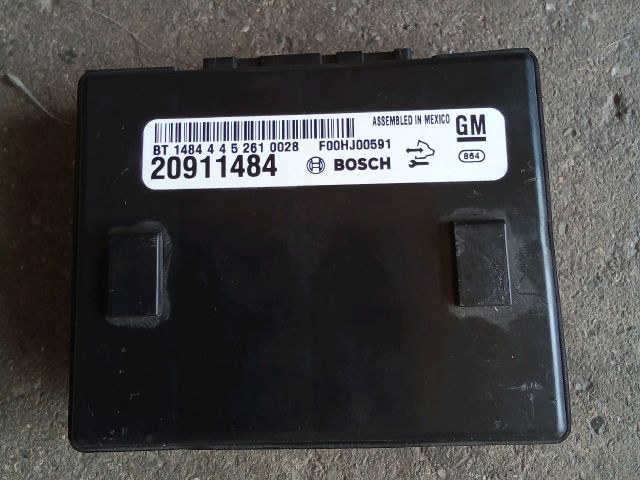 ASSEMBLED IN MEXICO GM
BT 1484 4 4 5 261 0028 F00HJ00591
20911484 BOSCH 864